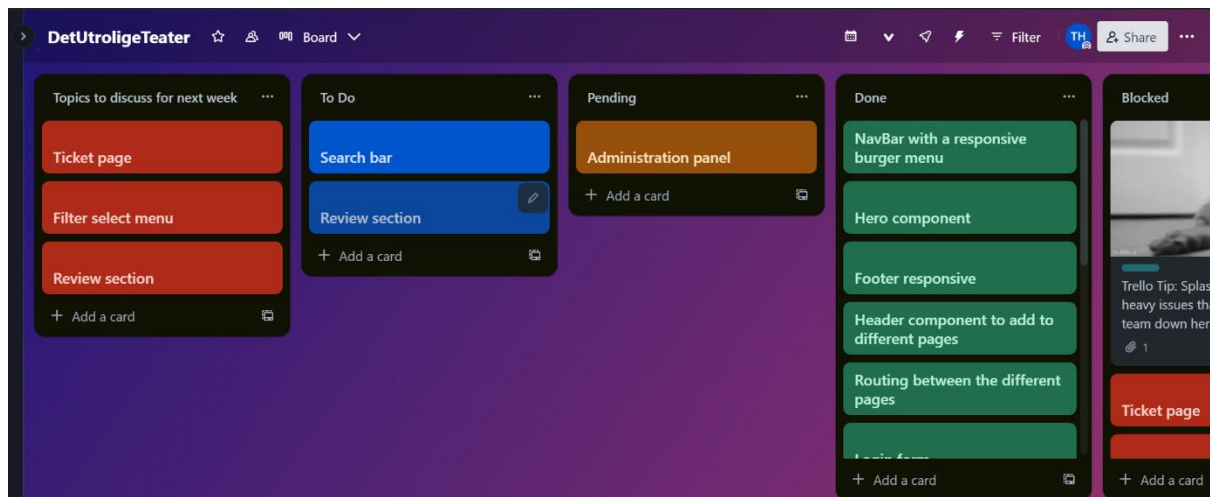 DetUtroligeTeater
Board
Filter
TH
Share
Topics to discuss for next week
Ticket page
Filter select menu
Review section
+ Add a card
To Do
Search bar
Review section
+ Add a card
Pending
Administration panel
+ Add a card
Done
NavBar with a responsive
burger menu
Hero component
Footer responsive
Header component to add to
different pages
Routing between the different
pages
Login form
+ Add a card
Blocked
Trello Tip: Splas
heavy issues tha
team down her
1
Ticket page
+ Add a card